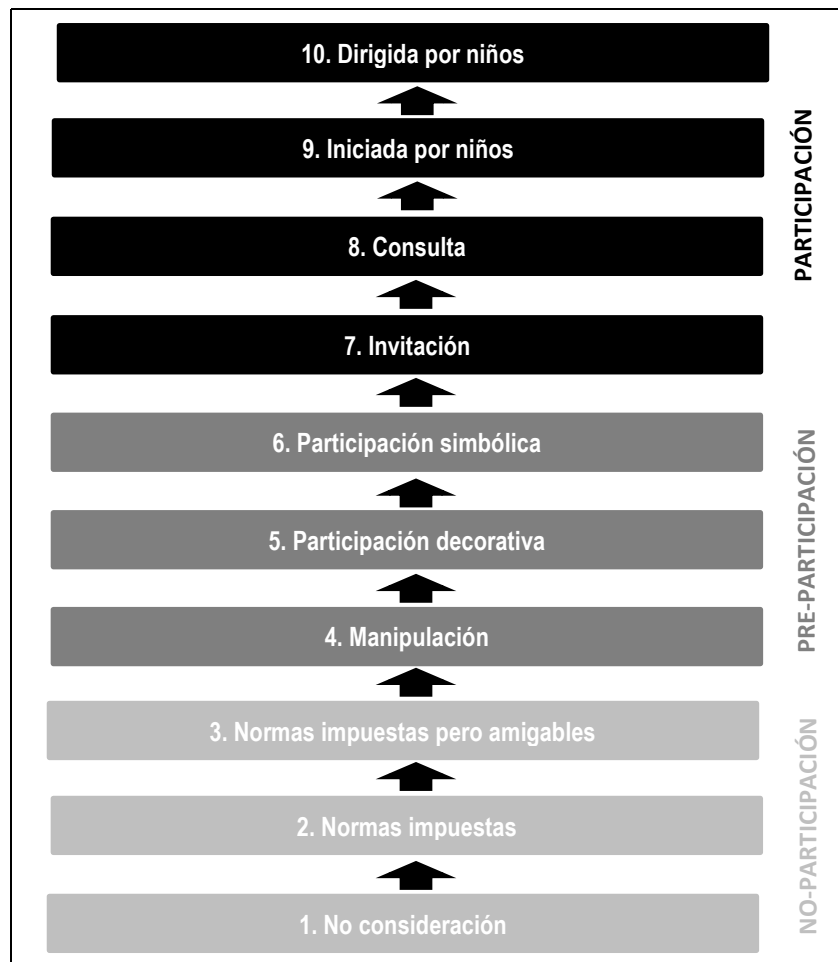 10. Dirigida por niños
9. Iniciada por niños
8. Consulta
7. Invitación
PARTICIPACIÓN
6. Participación simbólica
5. Participación decorativa
4. Manipulación
PRE-PARTICIPACIÓN
3. Normas impuestas pero amigables
2. Normas impuestas
1. No consideración
NO-PARTICIPACIÓN